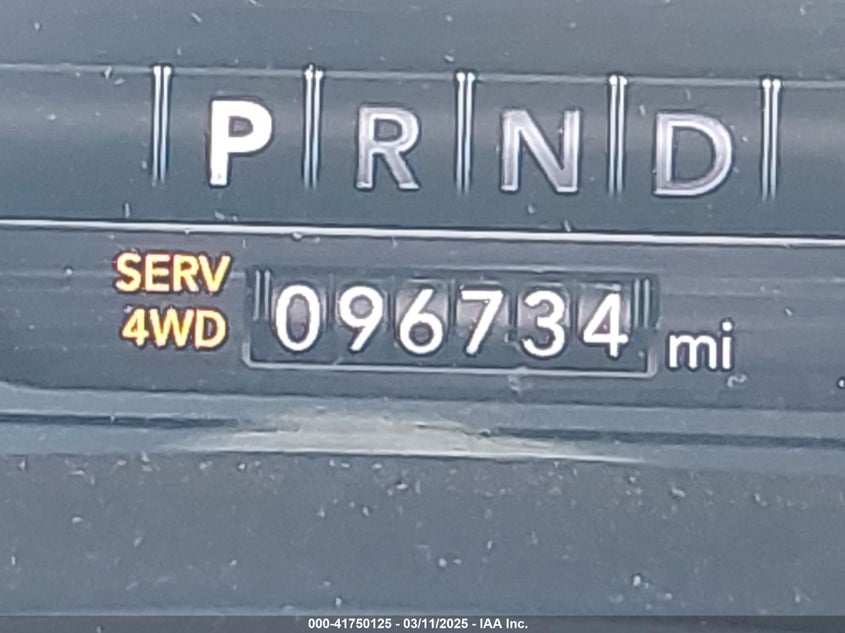 P R N D
SERV
4WD
096734 mi
000-41750125 - 03/11/2025 - IAA Inc.